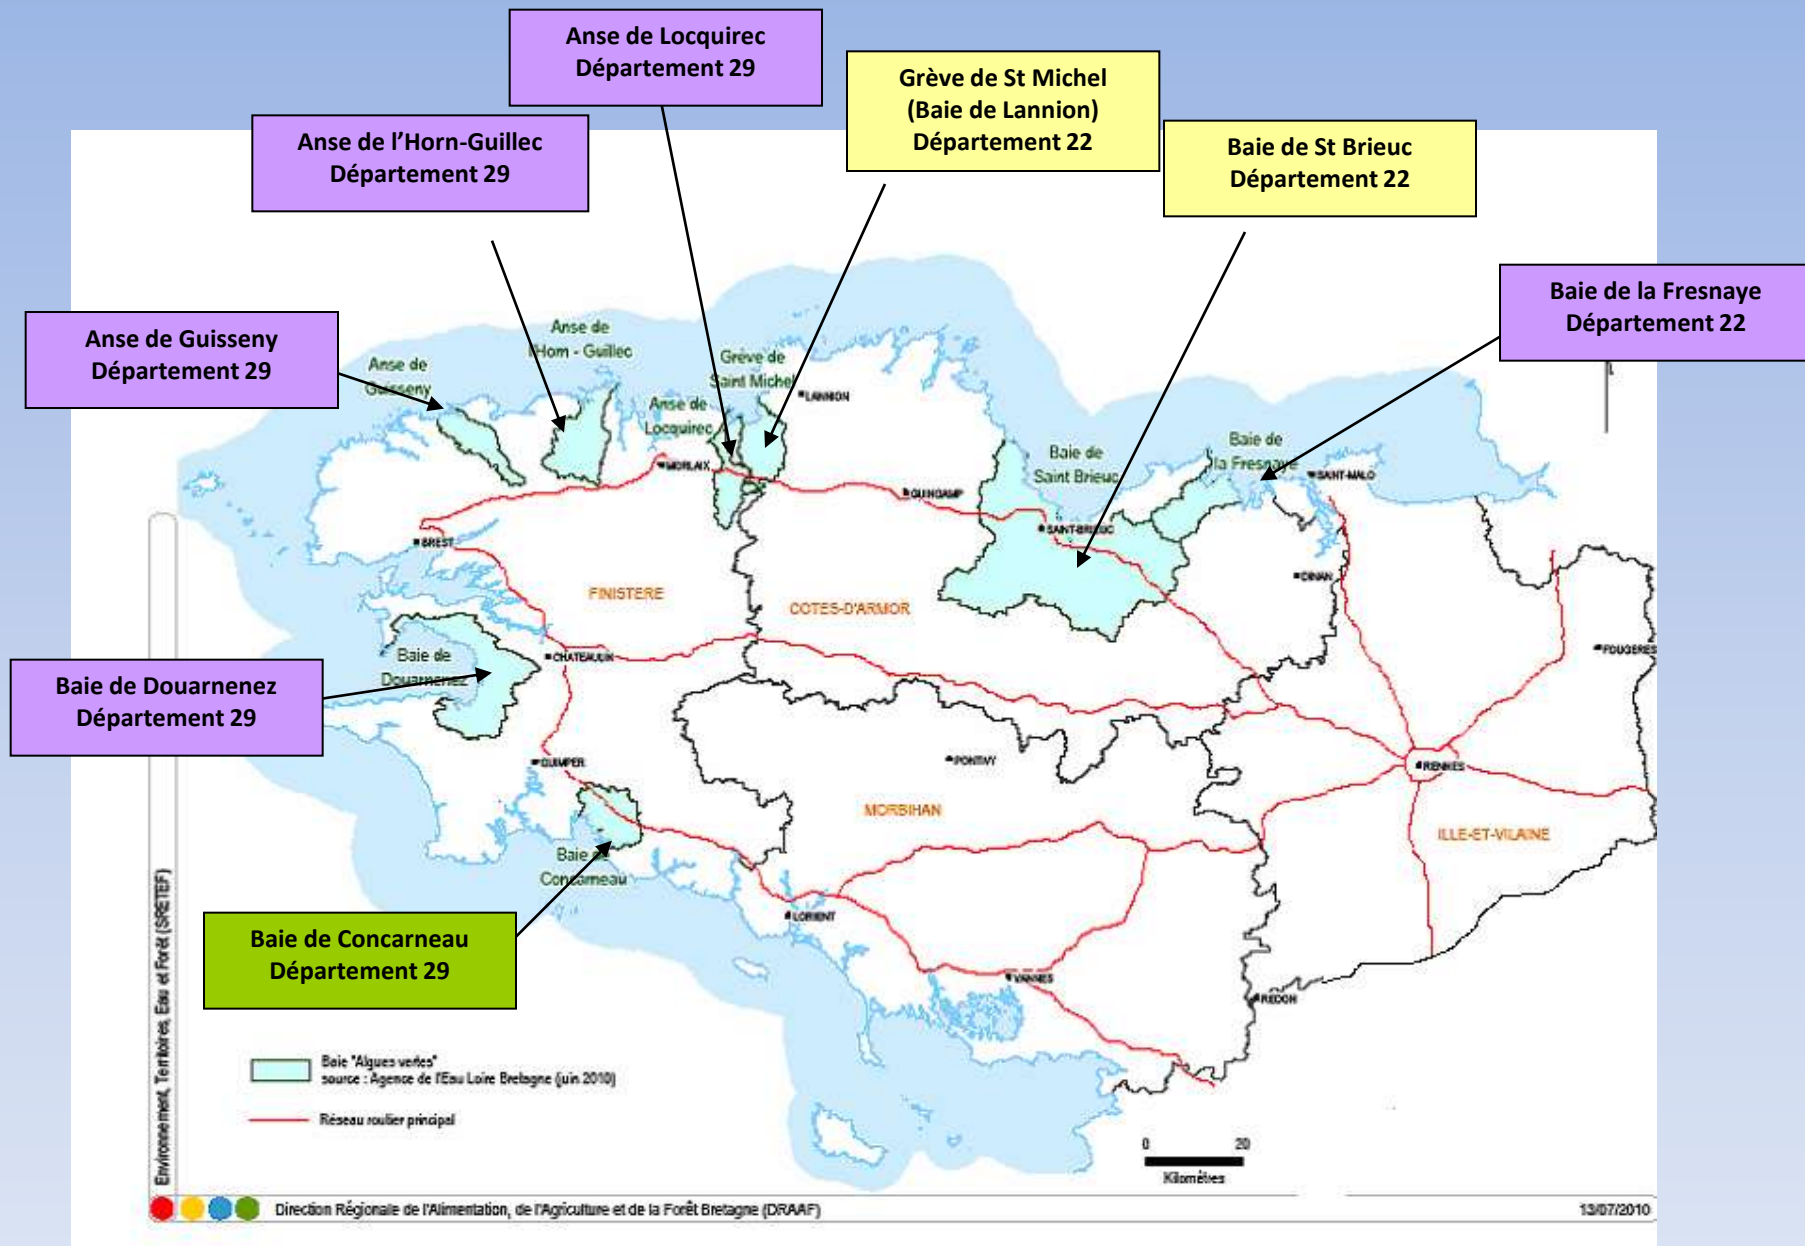 Anse de Locquirec
Département 29
Grève de St Michel
(Baie de Lannion)
Département 22
Anse de l'Horn-Guillec
Département 29
Baie de St Brieuc
Département 22
Baie de la Fresnaye
Département 22
Anse de Guisseny
Département 29
Baie de Douarnenez
Département 29
Baie de Concarneau
Département 29
Anse de
l'Horn - Guillec
Anse de
Guisseny
Grève de
Saint Michel
Anse de
Locquirec
LANNION
MORLAIX
GUINGAMP
Baie de
Saint Brieuc
Baie de
la Fresnaye
SAINT-MALO
SAINT-BRIEUC
BREST
DINAN
FINISTERE
COTES-D'ARMOR
FOUGERES
Baie de
Douarnenez
CHATEAULIN
QUIMPER
PONTIVY
RENNES
MORBIHAN
ILLE-ET-VILAINE
Baie de
Concarneau
LORIENT
VANNES
REDON
Baie "Algues vertes"
source : Agence de l'Eau Loire Bretagne (juin 2010)
Réseau routier principal
0 20
Kilomètres
Environnement, Territoires, Eau et Forêt (SRETEF)
Direction Régionale de l'Alimentation, de l'Agriculture et de la Forêt Bretagne (DRAAF)
13/07/2010